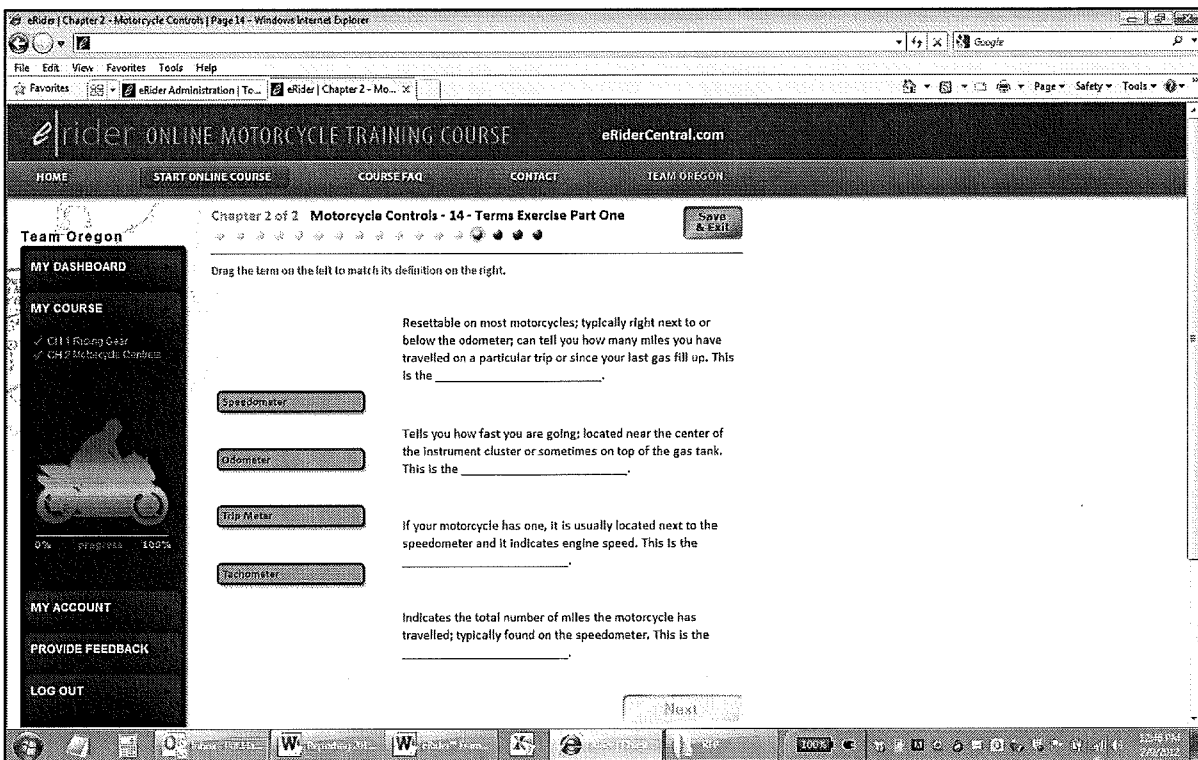 eRider | Chapter 2 - Motorcycle Controls | Page 14 - Windows Internet Explorer
Google
File Edit View Favorites Tools Help
Favorites eRider Administration | To... eRider | Chapter 2 - Mo... Page Safety Tools
erider ONLINE MOTORCYCLE TRAINING COURSE eRiderCentral.com
HOME START ONLINE COURSE COURSE FAQ CONTACT TEAM OREGON
Chapter 2 of 2 Motorcycle Controls - 14 - Terms Exercise Part One
Save & Exit
Team Oregon
MY DASHBOARD
MY COURSE
✓ CH 1 Riding Gear
✓ CH 2 Motorcycle Controls
0% progress 100%
MY ACCOUNT
PROVIDE FEEDBACK
LOG OUT
Drag the term on the left to match its definition on the right.
Speedometer
Odometer
Trip Meter
Tachometer
Resettable on most motorcycles; typically right next to or
below the odometer; can tell you how many miles you have
travelled on a particular trip or since your last gas fill up. This
is the ____________________.
Tells you how fast you are going; located near the center of
the instrument cluster or sometimes on top of the gas tank.
This is the ____________________.
If your motorcycle has one, it is usually located next to the
speedometer and it indicates engine speed. This is the
____________________.
Indicates the total number of miles the motorcycle has
travelled; typically found on the speedometer. This is the
____________________.
Next
100%